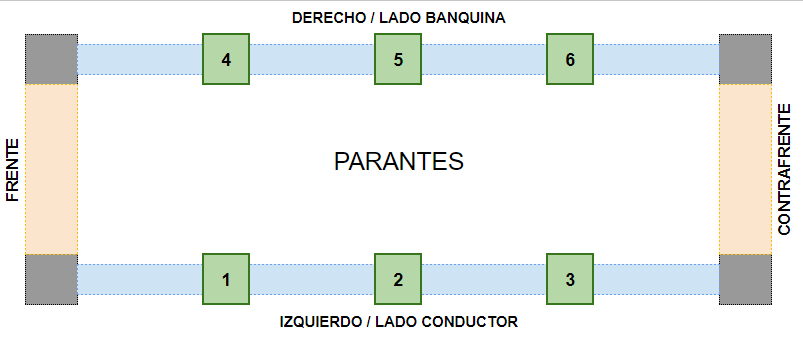 DERECHO / LADO BANQUINA
4
5
6
FRENTE
PARANTES
CONTRAFRENTE
1
2
3
IZQUIERDO / LADO CONDUCTOR